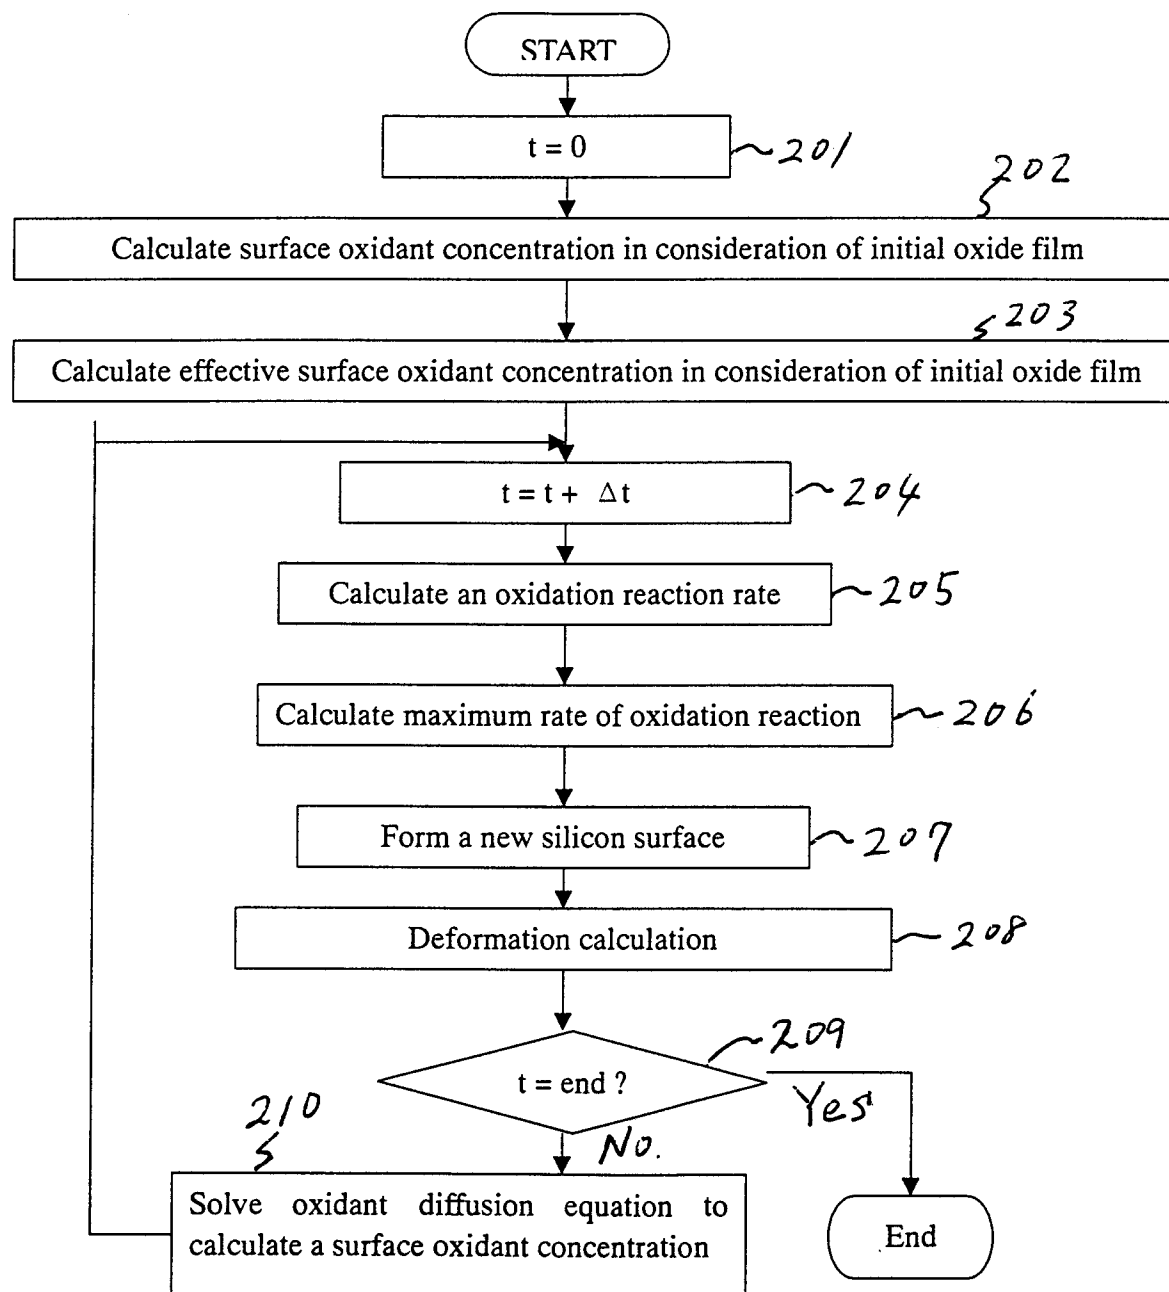 START
t = 0
201
202
Calculate surface oxidant concentration in consideration of initial oxide film
203
Calculate effective surface oxidant concentration in consideration of initial oxide film
t = t + Δt
204
Calculate an oxidation reaction rate
205
Calculate maximum rate of oxidation reaction
206
Form a new silicon surface
207
Deformation calculation
208
209
t = end ?
Yes
210
No.
Solve oxidant diffusion equation to
calculate a surface oxidant concentration
End